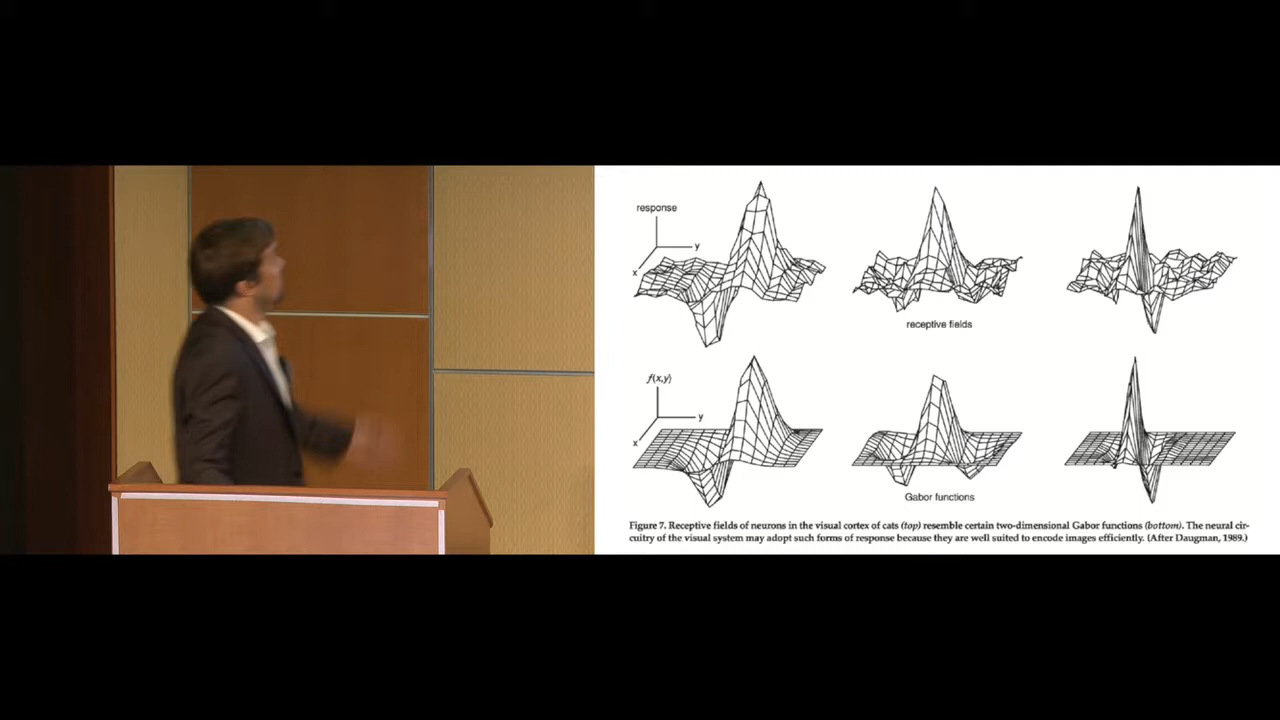 response
y
x
receptive fields
f(x,y)
y
x
Gabor functions
Figure 7. Receptive fields of neurons in the visual cortex of cats (top) resemble certain two-dimensional Gabor functions (bottom). The neural cir-
cuitry of the visual system may adopt such forms of response because they are well suited to encode images efficiently. (After Daugman, 1989.)